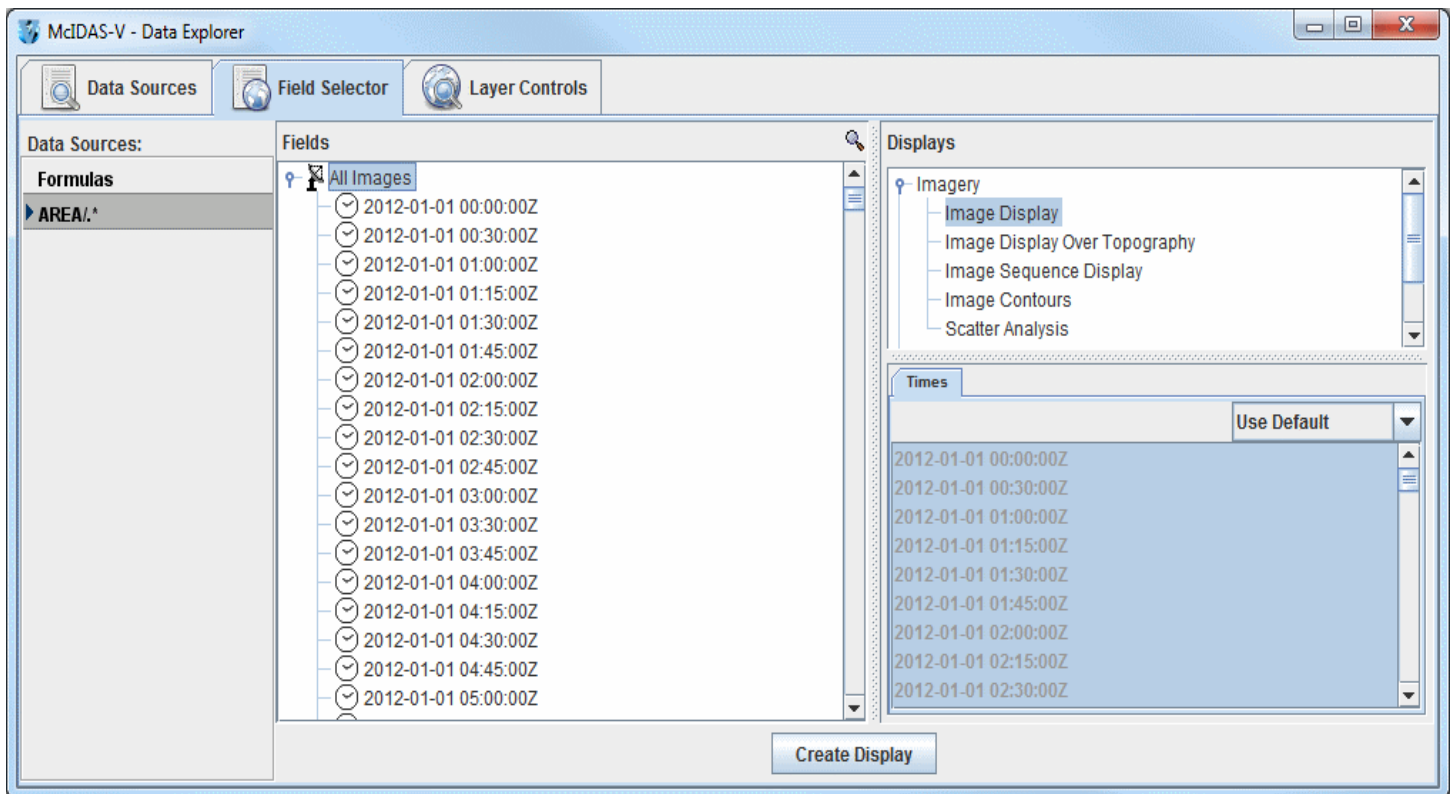 McIDAS-V - Data Explorer
Data Sources
Field Selector
Layer Controls
Data Sources:
Formulas
AREA/.*
Fields
All Images
2012-01-01 00:00:00Z
2012-01-01 00:30:00Z
2012-01-01 01:00:00Z
2012-01-01 01:15:00Z
2012-01-01 01:30:00Z
2012-01-01 01:45:00Z
2012-01-01 02:00:00Z
2012-01-01 02:15:00Z
2012-01-01 02:30:00Z
2012-01-01 02:45:00Z
2012-01-01 03:00:00Z
2012-01-01 03:30:00Z
2012-01-01 03:45:00Z
2012-01-01 04:00:00Z
2012-01-01 04:15:00Z
2012-01-01 04:30:00Z
2012-01-01 04:45:00Z
2012-01-01 05:00:00Z
Displays
Imagery
Image Display
Image Display Over Topography
Image Sequence Display
Image Contours
Scatter Analysis
Times
Use Default
2012-01-01 00:00:00Z
2012-01-01 00:30:00Z
2012-01-01 01:00:00Z
2012-01-01 01:15:00Z
2012-01-01 01:30:00Z
2012-01-01 01:45:00Z
2012-01-01 02:00:00Z
2012-01-01 02:15:00Z
2012-01-01 02:30:00Z
Create Display